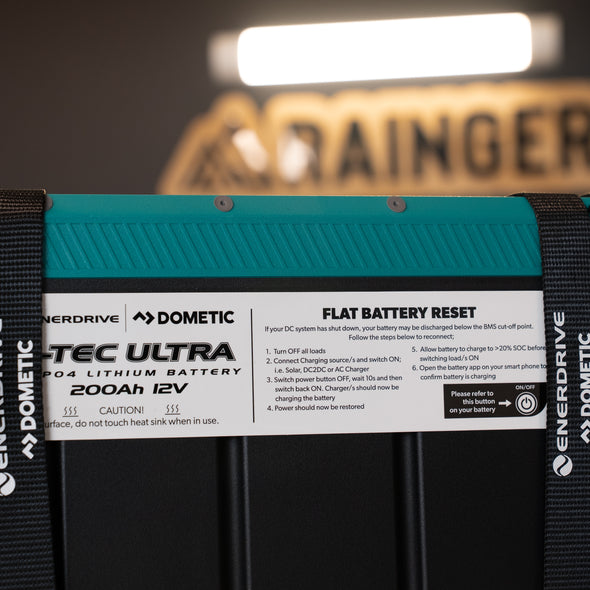 RAINGER
NERDRIVE | DOMETIC
-TEC ULTRA
PO4 LITHIUM BATTERY
200Ah 12V
CAUTION!
urface, do not touch heat sink when in use.
FLAT BATTERY RESET
If your DC system has shut down, your battery may be discharged below the BMS cut-off point.
Follow the steps below to reconnect;
1. Turn OFF all loads
2. Connect Charging source/s and switch ON;
i.e. Solar, DC2DC or AC Charger
3. Switch power button OFF, wait 10s and then
switch back ON. Charger/s should now be
charging the battery
4. Power should now be restored
5. Allow battery to charge to >20% SOC before
switching load/s ON
6. Open the battery app on your smart phone to
confirm battery is charging
Please refer to
this button
on your battery
ON/OFF
ENERDRIVE
DOMETIC
ENERDRIVE
DOMETIC